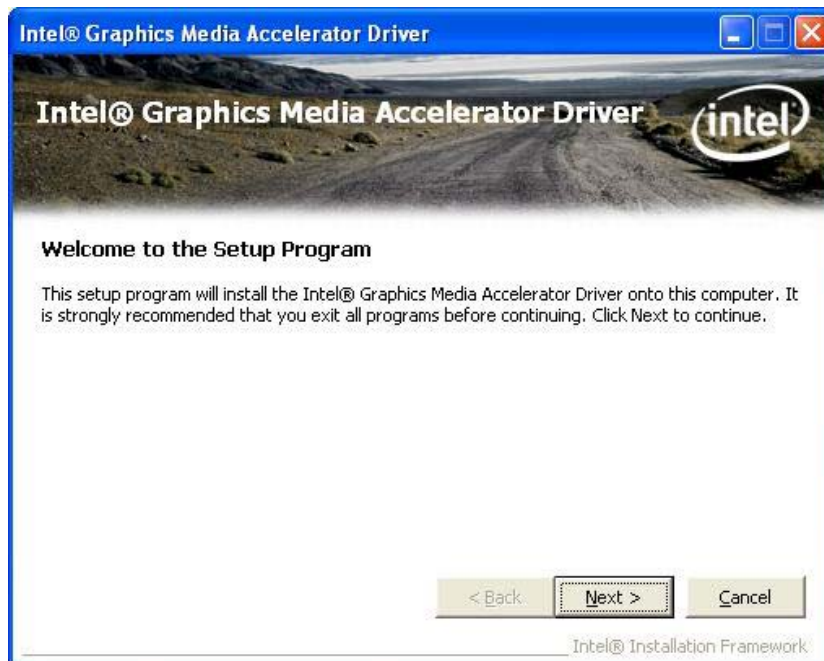 Intel® Graphics Media Accelerator Driver
Intel® Graphics Media Accelerator Driver
intel
Welcome to the Setup Program
This setup program will install the Intel® Graphics Media Accelerator Driver onto this computer. It
is strongly recommended that you exit all programs before continuing. Click Next to continue.
< Back Next > Cancel
Intel® Installation Framework